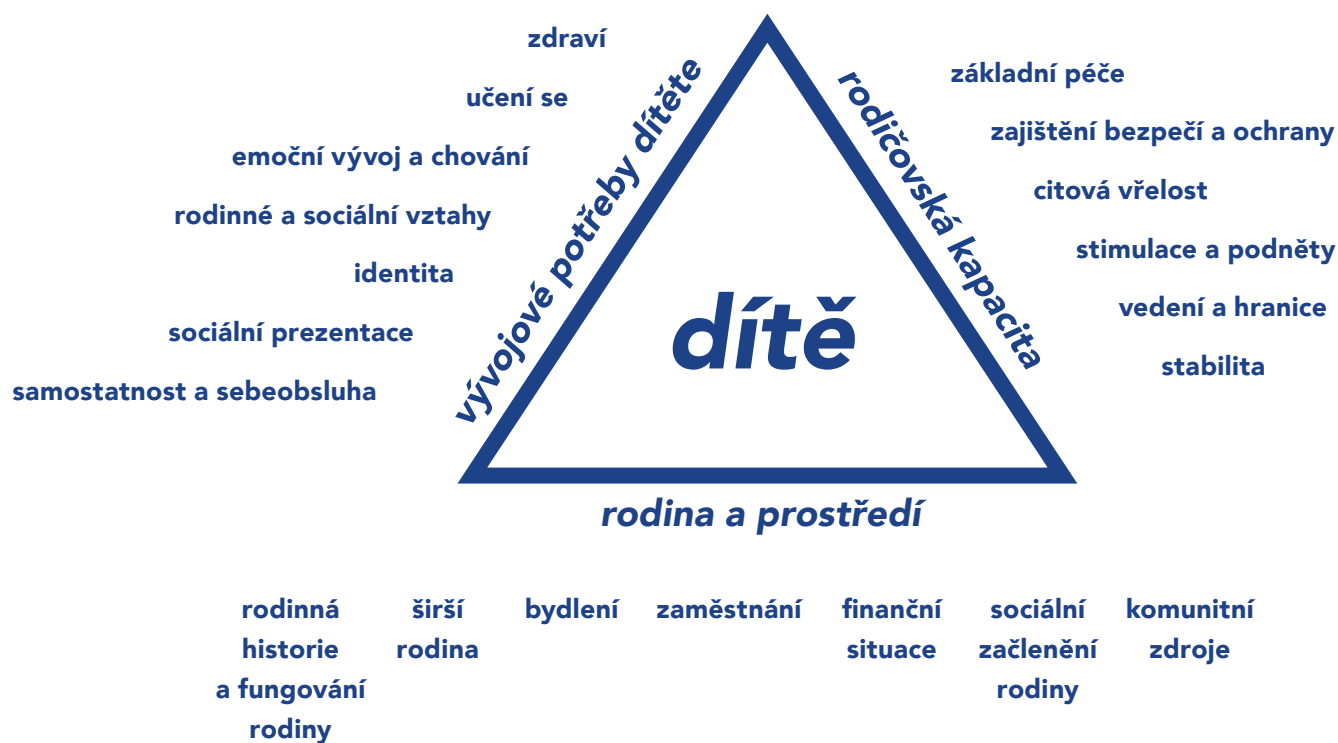 zdraví
učení se
emoční vývoj a chování
rodinné a sociální vztahy
identita
sociální prezentace
samostatnost a sebeobsluha
vývojové potřeby dítěte
rodičovská kapacita
základní péče
zajištění bezpečí a ochrany
citová vřelost
stimulace a podněty
vedení a hranice
stabilita
dítě
rodina a prostředí
rodinná
historie
a fungování
rodiny
širší
rodina
bydlení
zaměstnání
finanční
situace
sociální
začlenění
rodiny
komunitní
zdroje